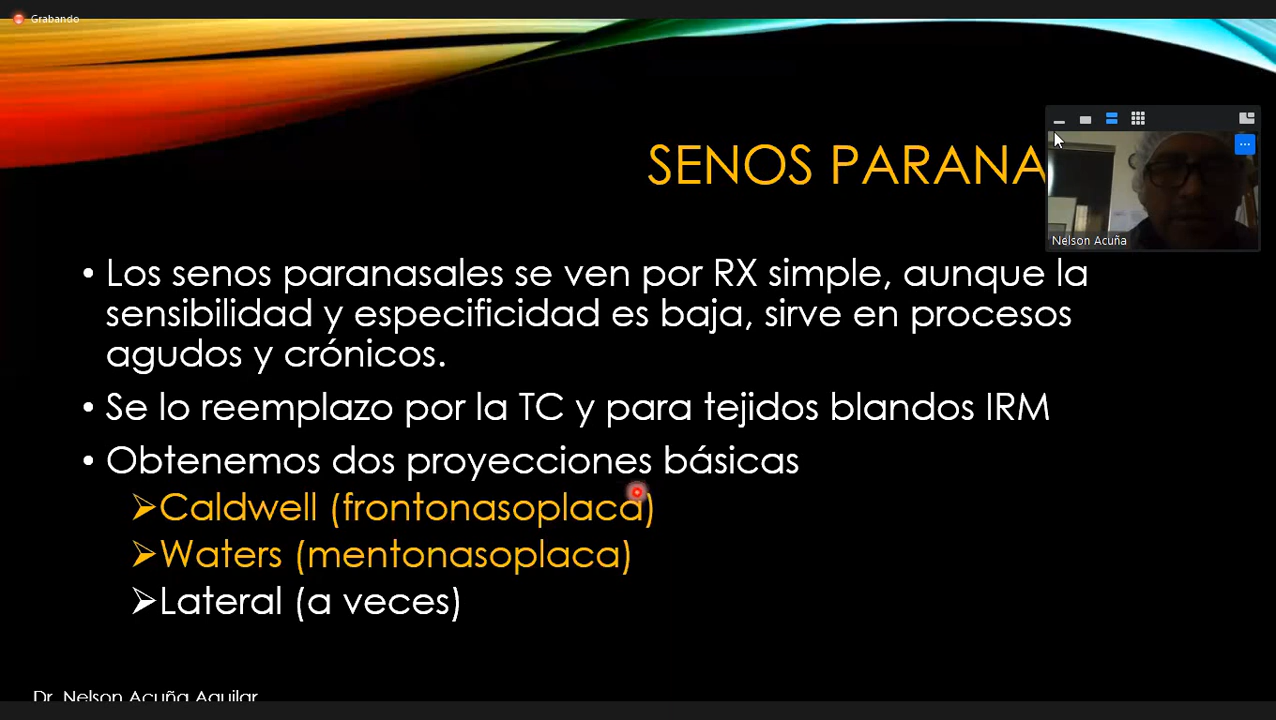 Grabando
SENOS PARANA
Nelson Acuña
• Los senos paranasales se ven por RX simple, aunque la
sensibilidad y especificidad es baja, sirve en procesos
agudos y crónicos.
• Se lo reemplazo por la TC y para tejidos blandos IRM
• Obtenemos dos proyecciones básicas
➢Caldwell (frontonasoplaca)
➢Waters (mentonasoplaca)
➢Lateral (a veces)
Dr. Nelson Acuña Aguilar